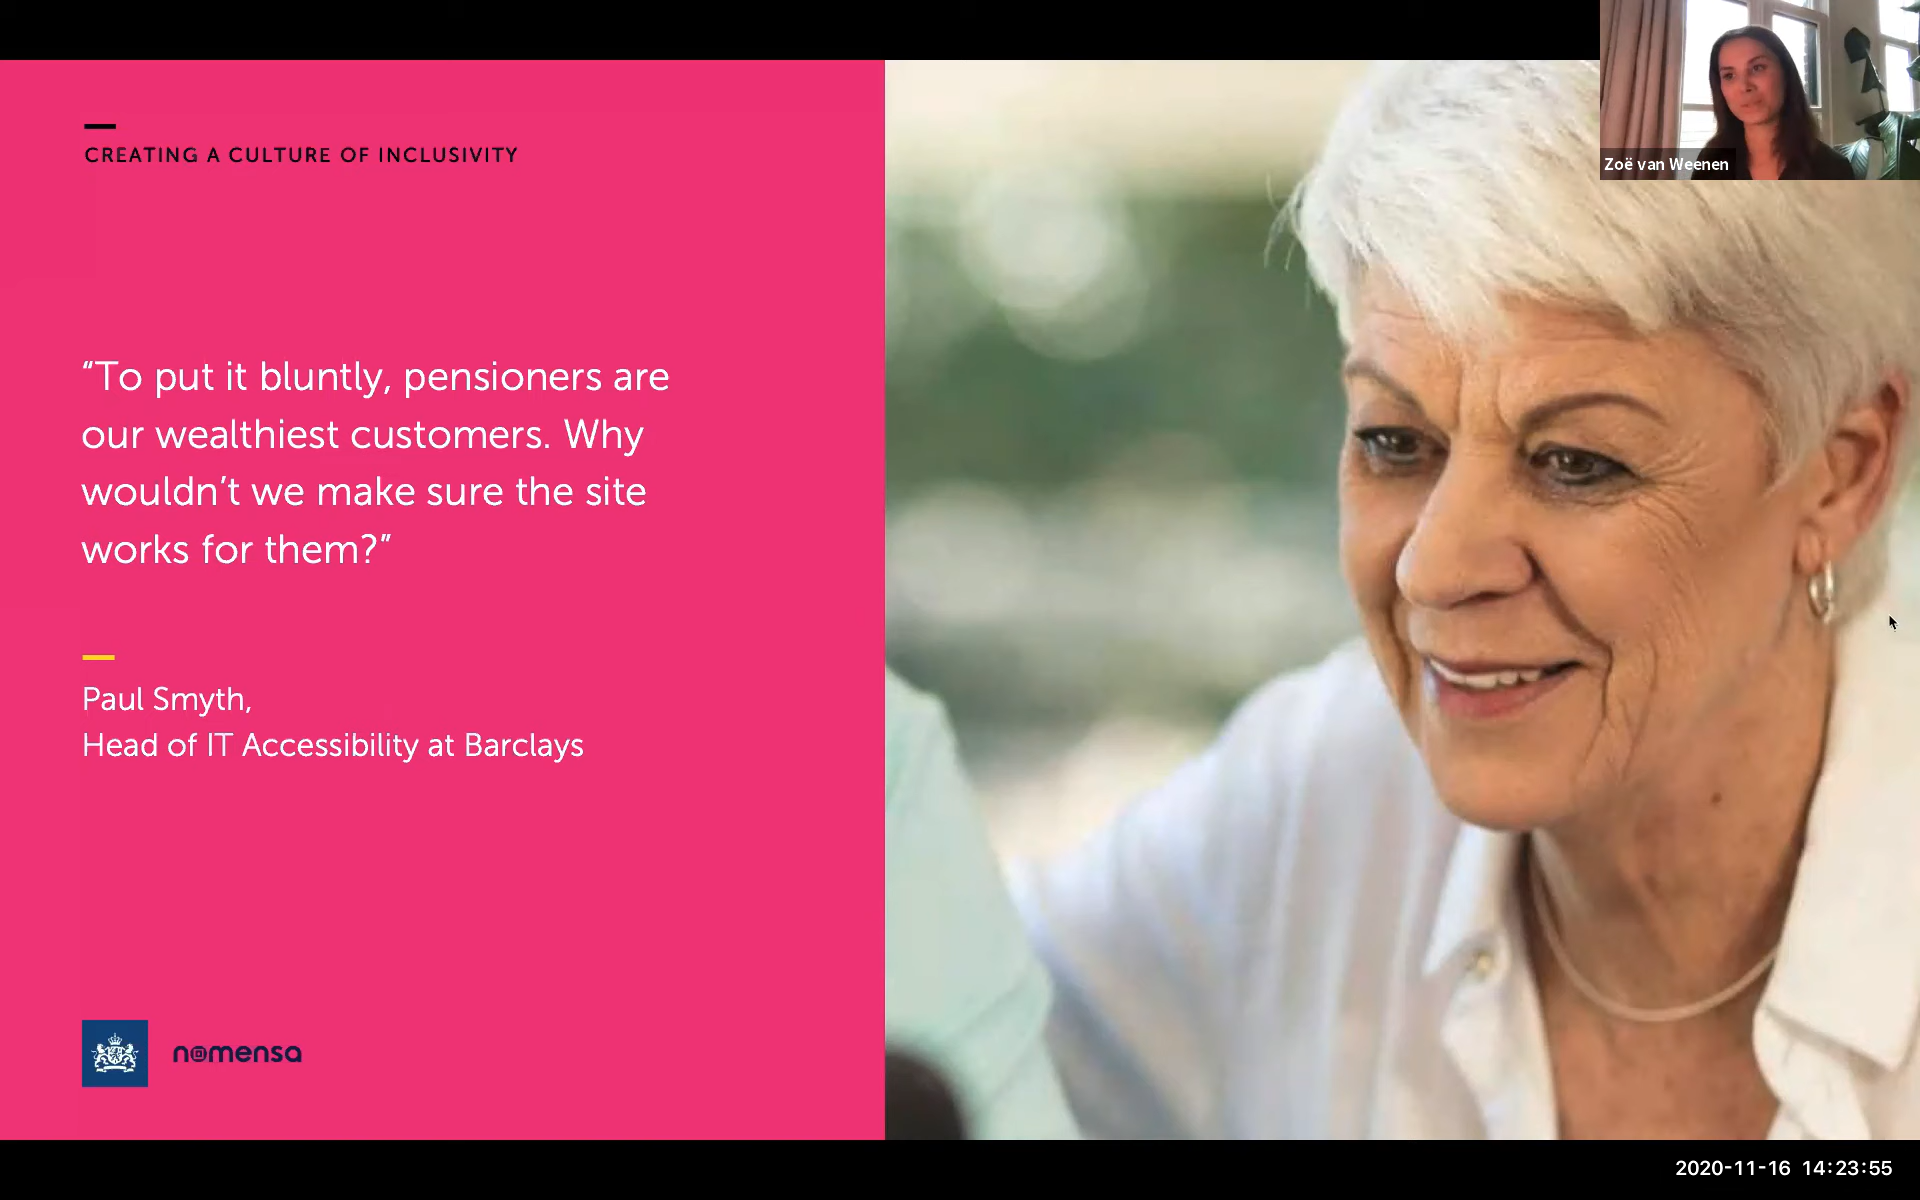 CREATING A CULTURE OF INCLUSIVITY
“To put it bluntly, pensioners are
our wealthiest customers. Why
wouldn’t we make sure the site
works for them?”
Paul Smyth,
Head of IT Accessibility at Barclays
nomensa
Zoë van Weenen
2020-11-16 14:23:55